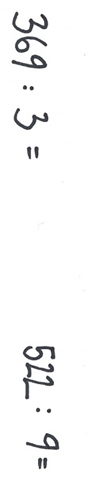 369 : 3 =
522 : 9 =